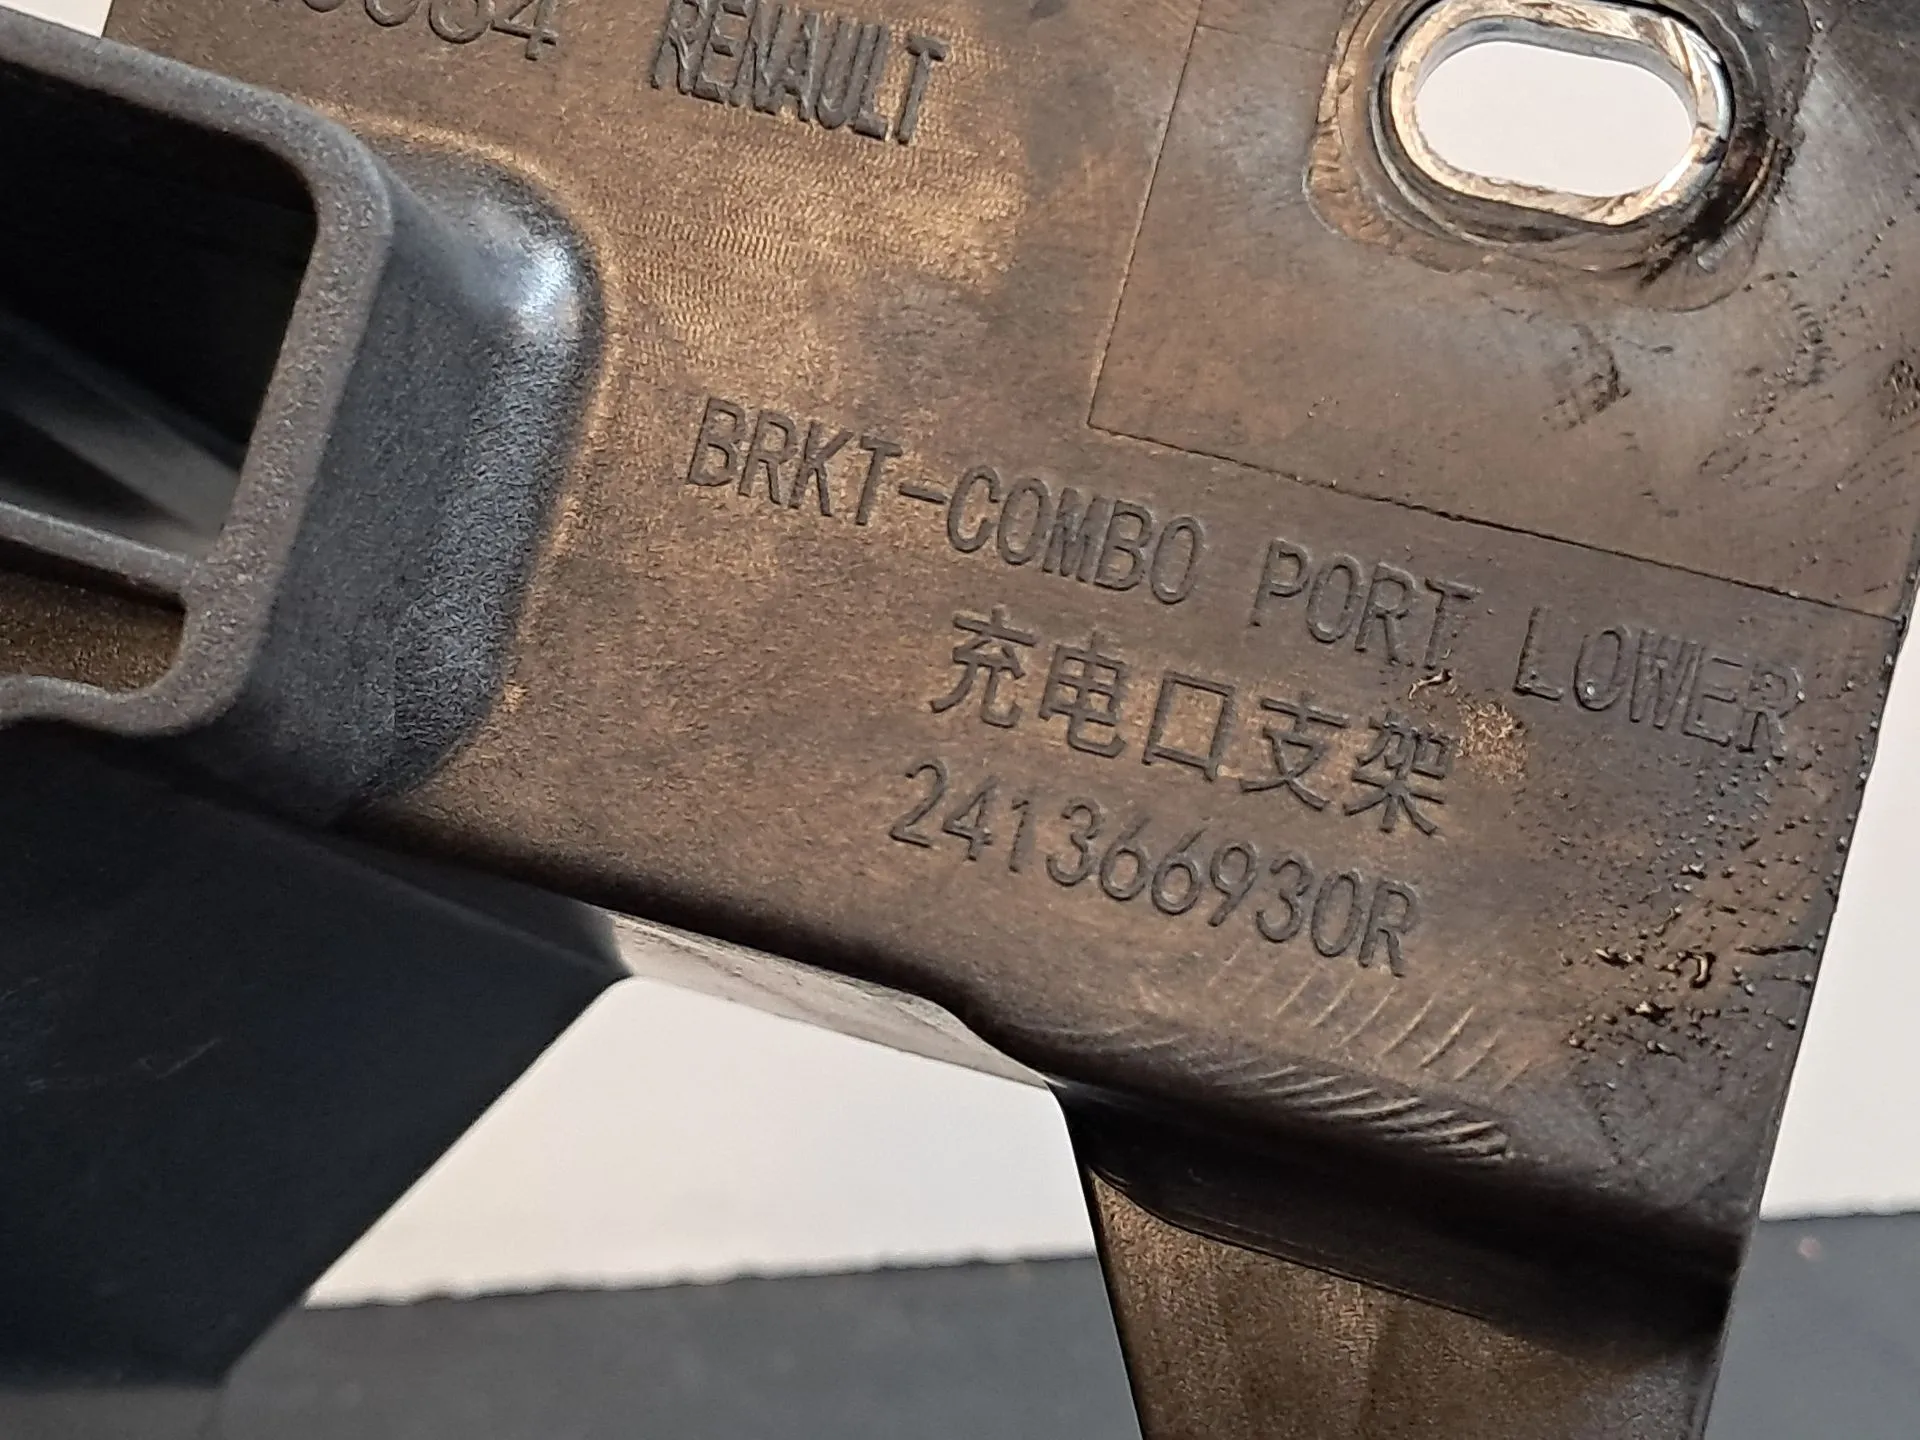 RENAULT
BRKT-COMBO PORT LOWER
充电口支架
241366930R